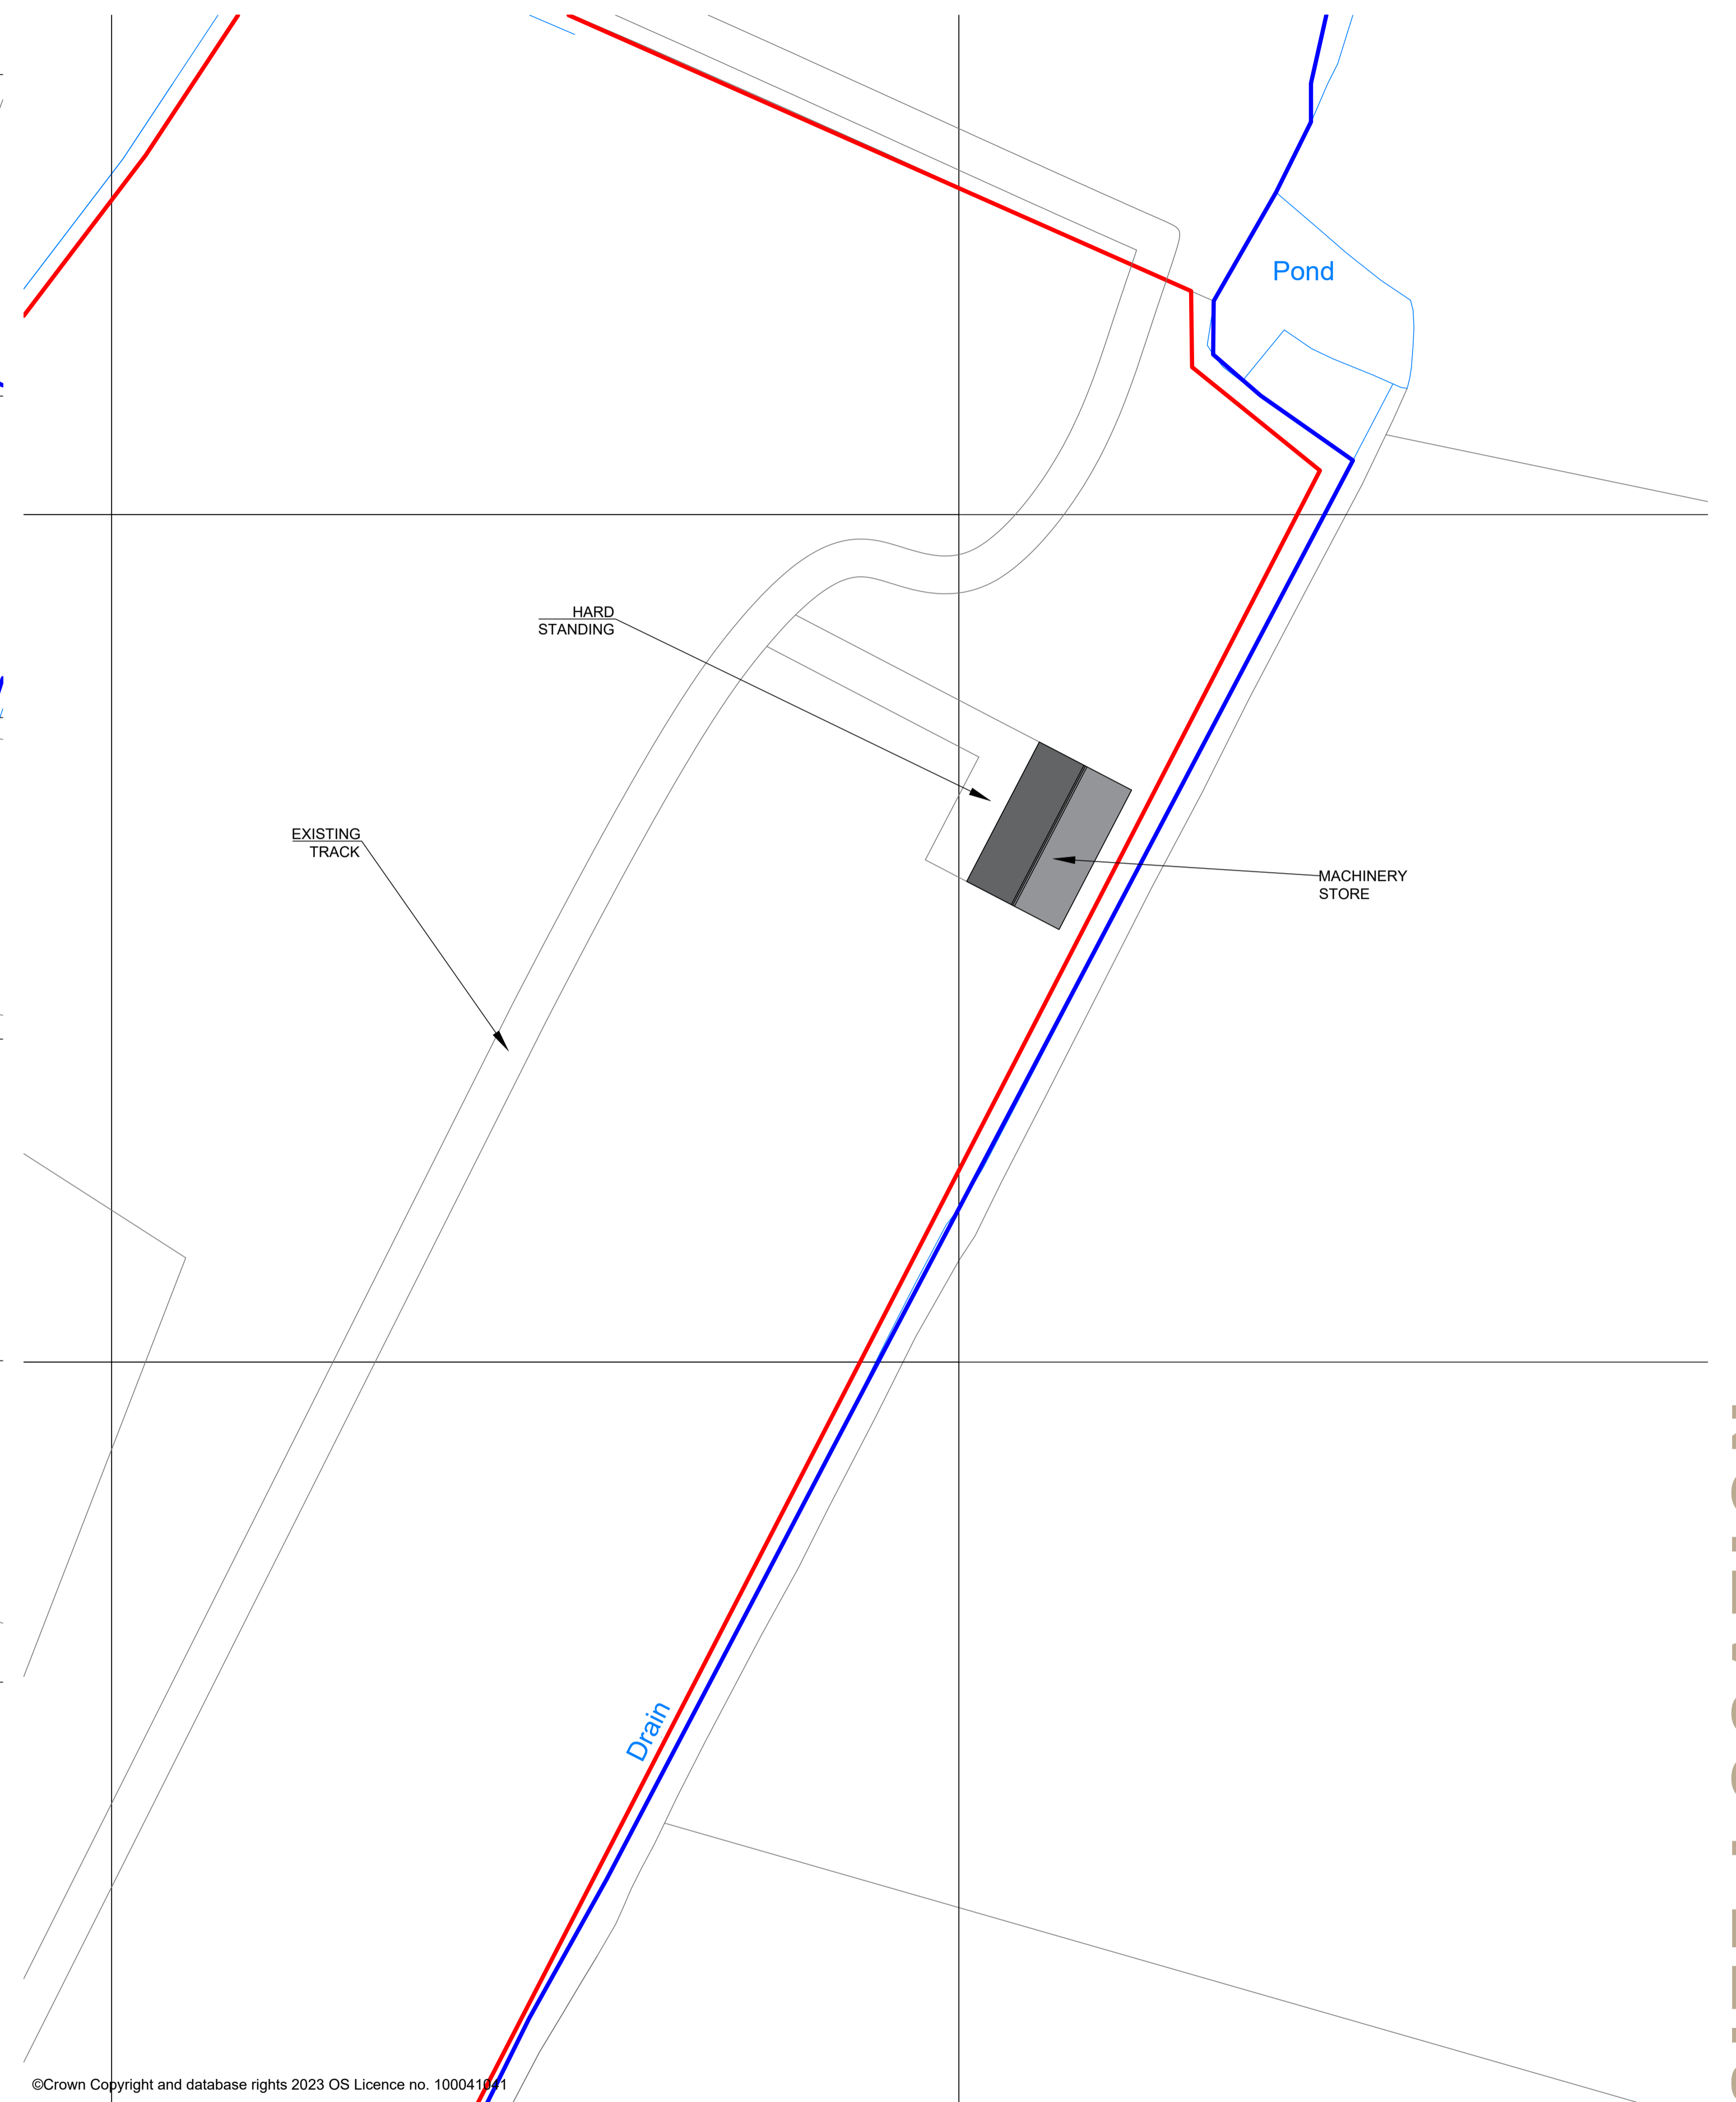 Pond
HARD
STANDING
EXISTING
TRACK
MACHINERY
STORE
Drain
©Crown Copyright and database rights 2023 OS Licence no. 100041041